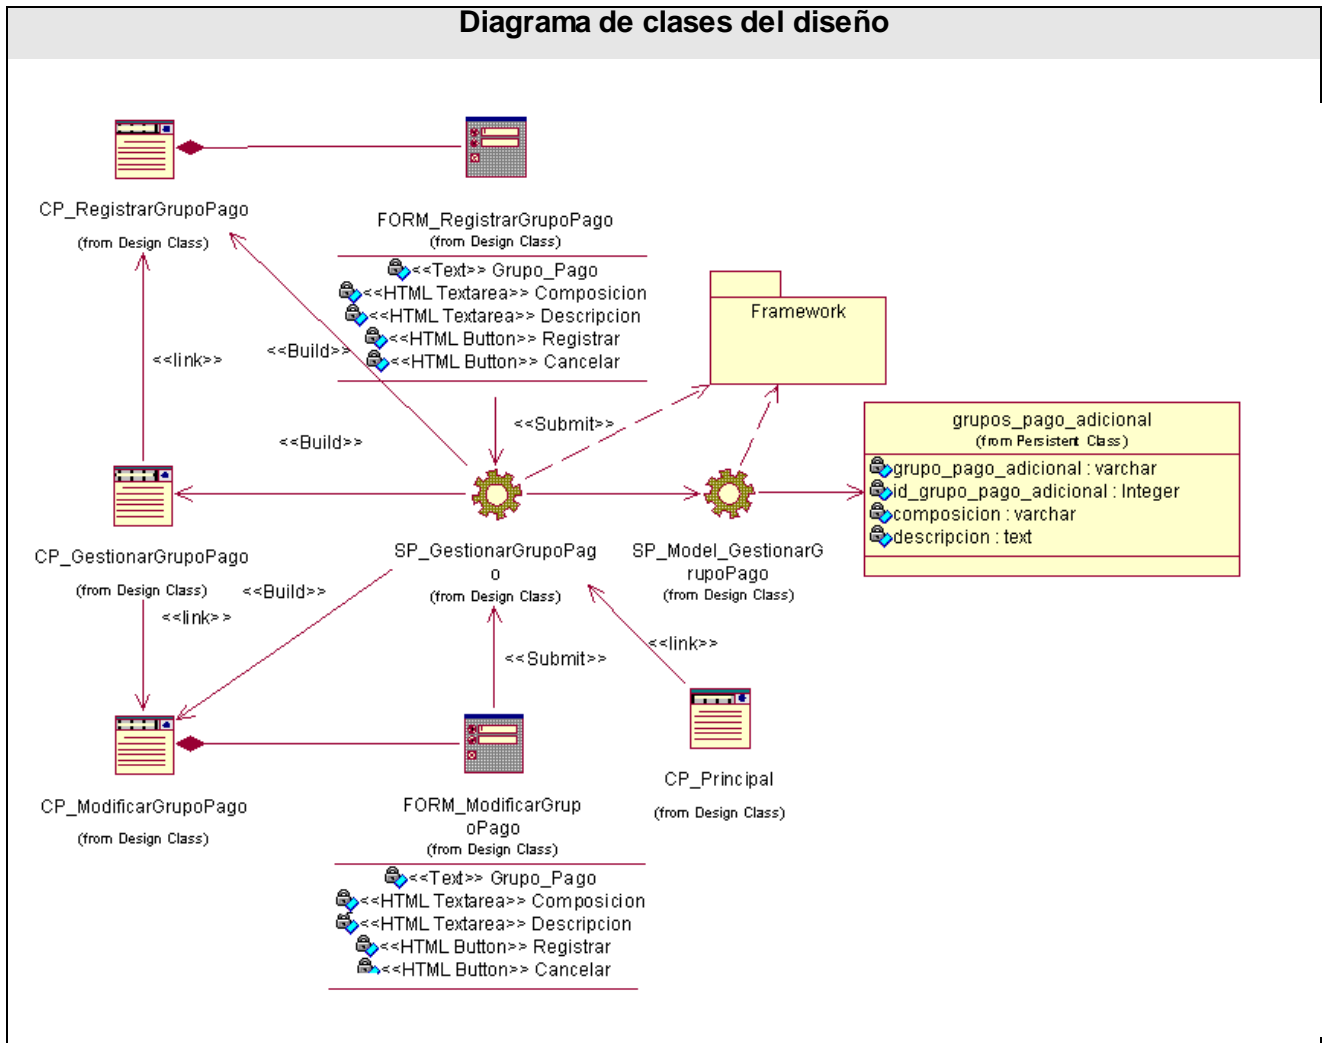 Diagrama de clases del diseño
CP_RegistrarGrupoPago
(from Design Class)
FORM_RegistrarGrupoPago
(from Design Class)
<<Text>> Grupo_Pago
<<HTML Textarea>> Composicion
<<HTML Textarea>> Descripcion
<<HTML Button>> Registrar
<<HTML Button>> Cancelar
Framework
<<link>>
<<Build>>
<<Submit>>
<<Build>>
grupos_pago_adicional
(from Persistent Class)
grupo_pago_adicional : varchar
id_grupo_pago_adicional : Integer
composicion : varchar
descripcion : text
CP_GestionarGrupoPago
(from Design Class)
SP_GestionarGrupoPag
o
(from Design Class)
SP_Model_GestionarG
rupoPago
(from Design Class)
<<Build>>
<<link>>
<<Submit>>
<<link>>
CP_ModificarGrupoPago
(from Design Class)
FORM_ModificarGrup
oPago
(from Design Class)
<<Text>> Grupo_Pago
<<HTML Textarea>> Composicion
<<HTML Textarea>> Descripcion
<<HTML Button>> Registrar
<<HTML Button>> Cancelar
CP_Principal
(from Design Class)